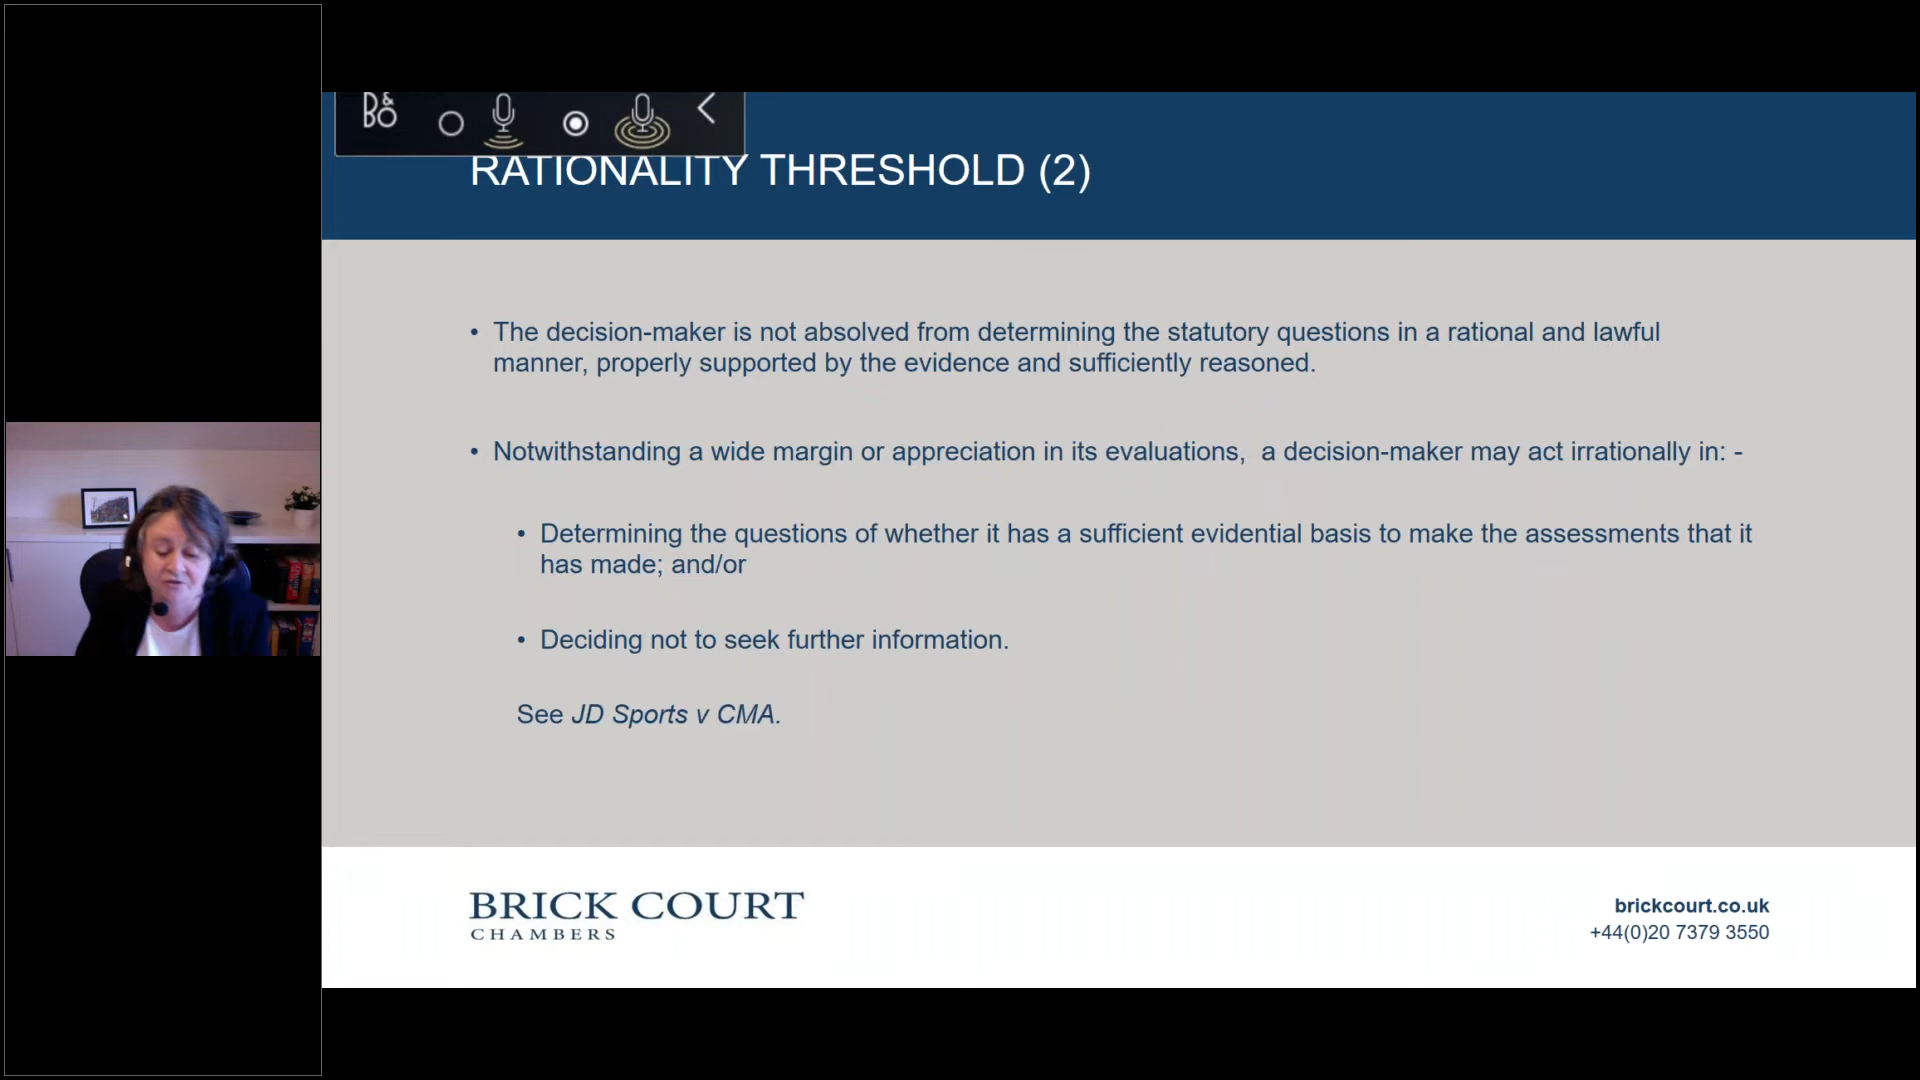 B&O
RATIONALITY THRESHOLD (2)
• The decision-maker is not absolved from determining the statutory questions in a rational and lawful
manner, properly supported by the evidence and sufficiently reasoned.
• Notwithstanding a wide margin or appreciation in its evaluations, a decision-maker may act irrationally in: -
• Determining the questions of whether it has a sufficient evidential basis to make the assessments that it
has made; and/or
• Deciding not to seek further information.
See JD Sports v CMA.
BRICK COURT
CHAMBERS
brickcourt.co.uk
+44(0)20 7379 3550